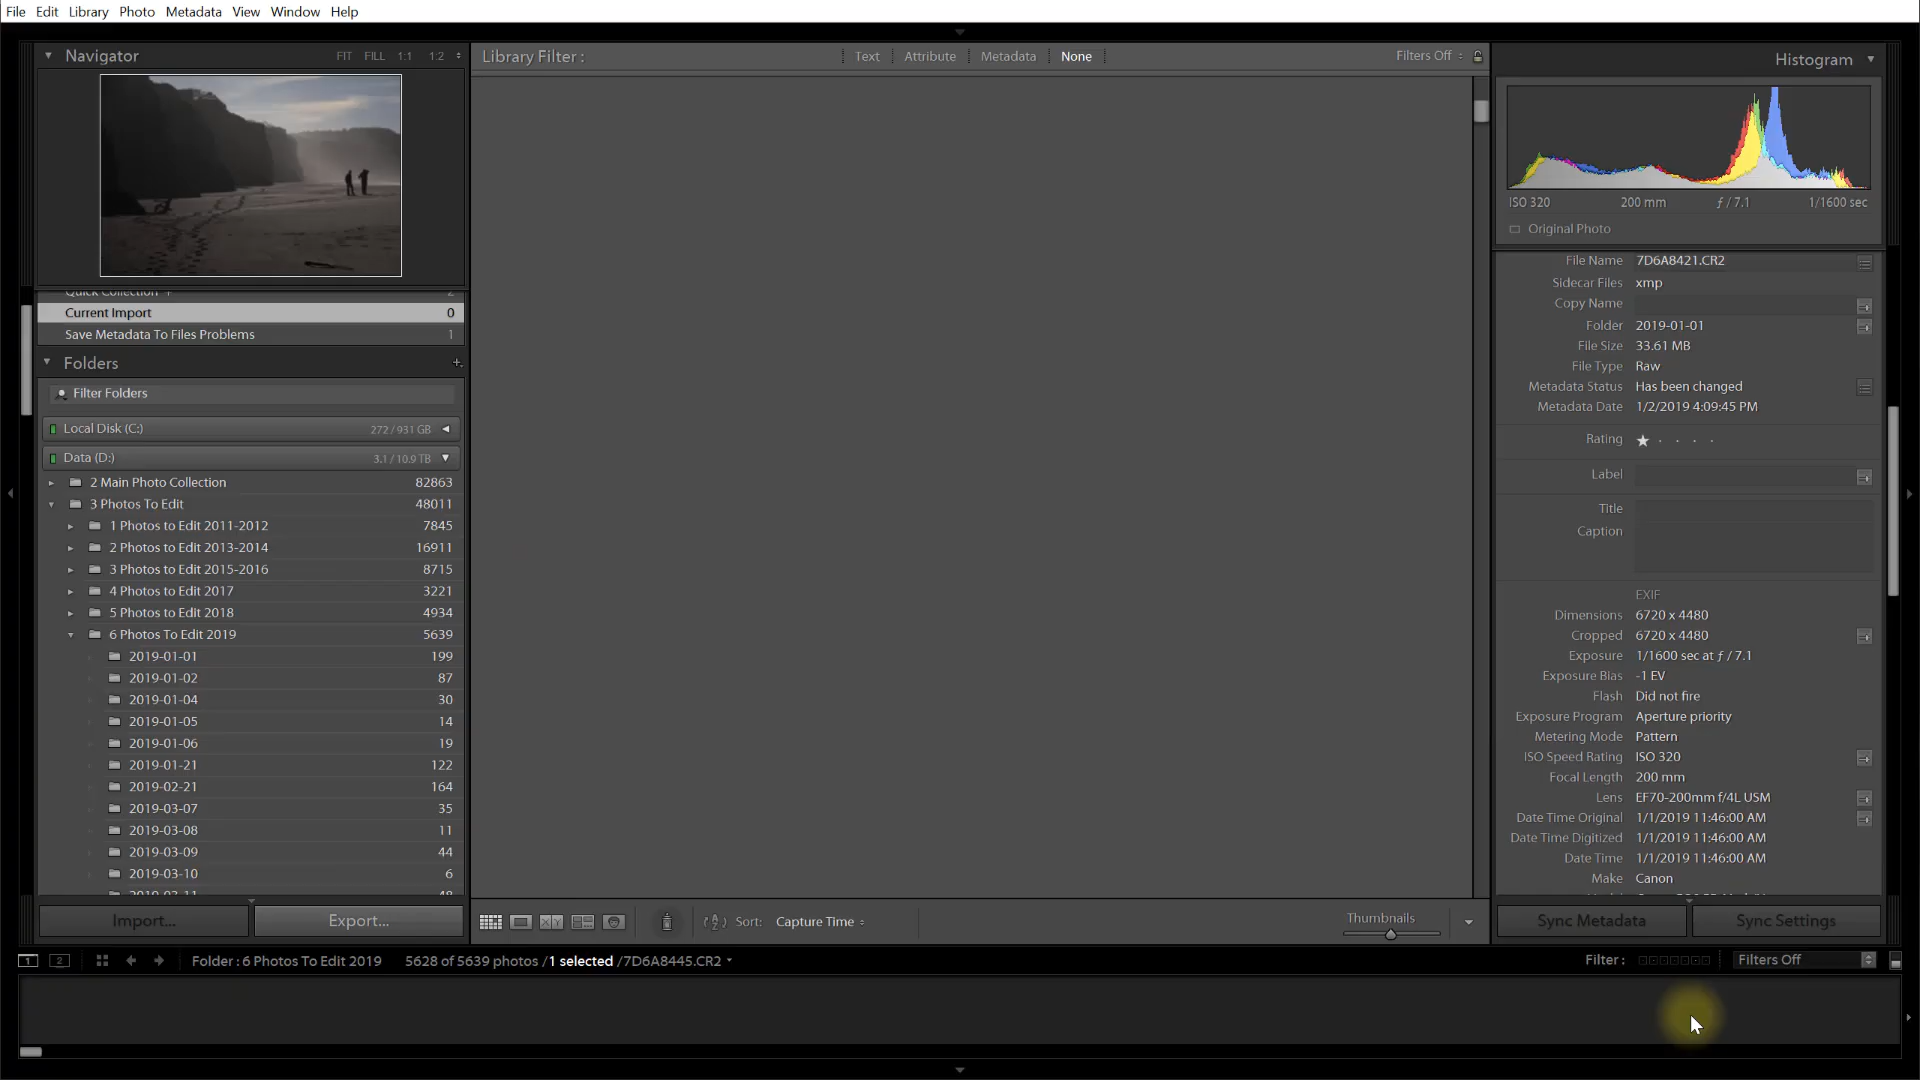 File Edit Library Photo Metadata View Window Help
Navigator FIT FILL 1:1 1:2
Library Filter : Text Attribute Metadata None Filters Off
Histogram
ISO 320 200 mm ƒ / 7.1 1/1600 sec
Original Photo
Quick Collection + 2
Current Import 0
Save Metadata To Files Problems 1
Folders +
Filter Folders
Local Disk (C:) 272 / 931 GB
Data (D:) 3.1 / 10.9 TB
2 Main Photo Collection 82863
3 Photos To Edit 48011
1 Photos to Edit 2011-2012 7845
2 Photos to Edit 2013-2014 16911
3 Photos to Edit 2015-2016 8715
4 Photos to Edit 2017 3221
5 Photos to Edit 2018 4934
6 Photos To Edit 2019 5639
2019-01-01 199
2019-01-02 87
2019-01-04 30
2019-01-05 14
2019-01-06 19
2019-01-21 122
2019-02-21 164
2019-03-07 35
2019-03-08 11
2019-03-09 44
2019-03-10 6
2019-03-11 48
Import... Export...
File Name 7D6A8421.CR2
Sidecar Files xmp
Copy Name
Folder 2019-01-01
File Size 33.61 MB
File Type Raw
Metadata Status Has been changed
Metadata Date 1/2/2019 4:09:45 PM
Rating ★ · · · ·
Label
Title
Caption
EXIF
Dimensions 6720 x 4480
Cropped 6720 x 4480
Exposure 1/1600 sec at ƒ / 7.1
Exposure Bias -1 EV
Flash Did not fire
Exposure Program Aperture priority
Metering Mode Pattern
ISO Speed Rating ISO 320
Focal Length 200 mm
Lens EF70-200mm f/4L USM
Date Time Original 1/1/2019 11:46:00 AM
Date Time Digitized 1/1/2019 11:46:00 AM
Date Time 1/1/2019 11:46:00 AM
Make Canon
Sync Metadata Sync Settings
Sort: Capture Time Thumbnails
1 2 Folder : 6 Photos To Edit 2019 5628 of 5639 photos / 1 selected / 7D6A8445.CR2 Filter : Filters Off